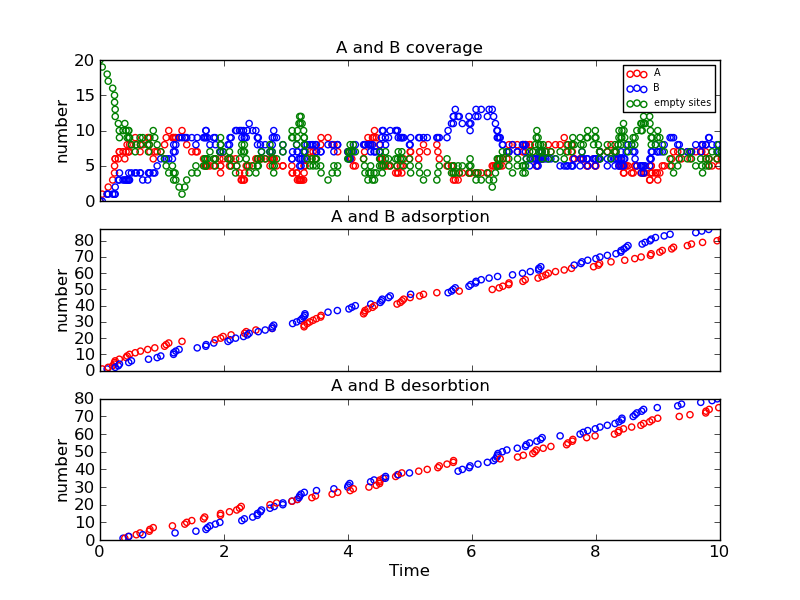 A and B coverage
20
15
10
5
0
number
A
B
empty sites
A and B adsorption
80
70
60
50
40
30
20
10
0
number
A and B desorbtion
80
70
60
50
40
30
20
10
0
number
0 2 4 6 8 10
Time